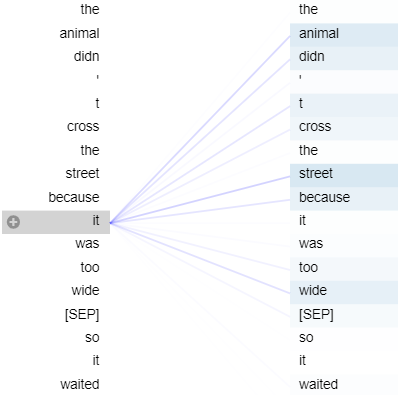 the the
animal animal
didn didn
' '
t t
cross cross
the the
street street
because because
it it
was was
too too
wide wide
[SEP] [SEP]
so so
it it
waited waited